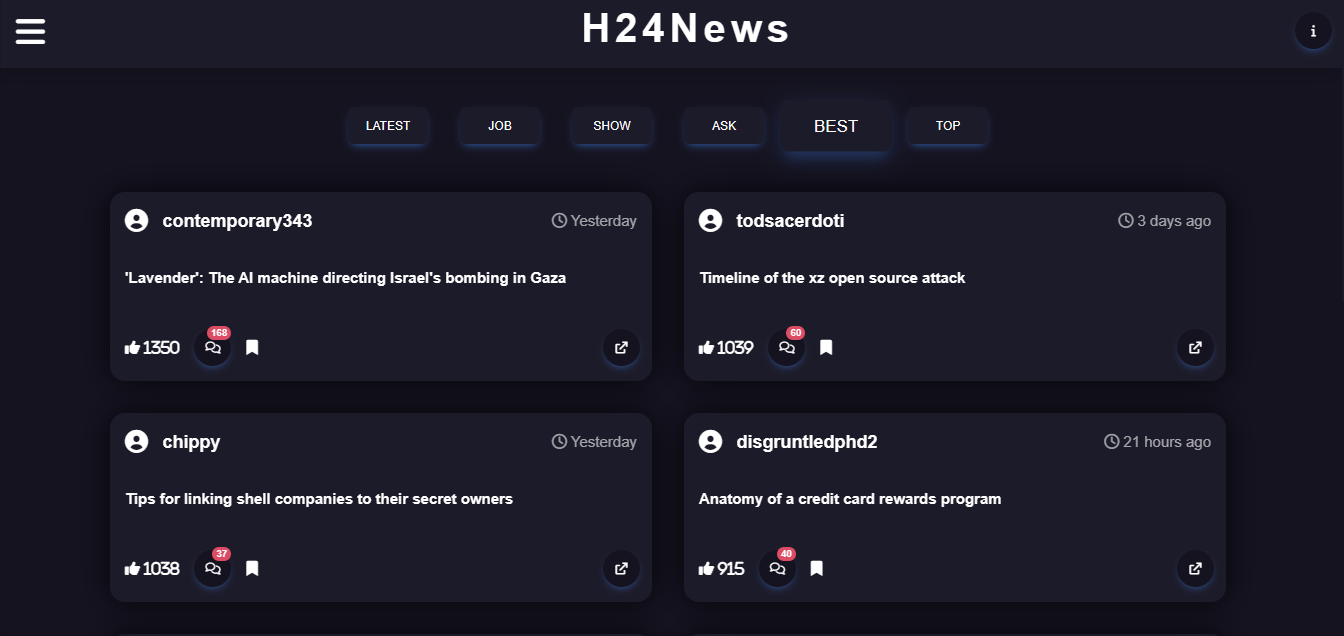 H24News
i
LATEST
JOB
SHOW
ASK
BEST
TOP
contemporary343
Yesterday
'Lavender': The AI machine directing Israel's bombing in Gaza
1350
168
todsacerdoti
3 days ago
Timeline of the xz open source attack
1039
60
chippy
Yesterday
Tips for linking shell companies to their secret owners
1038
37
disgruntledphd2
21 hours ago
Anatomy of a credit card rewards program
915
40